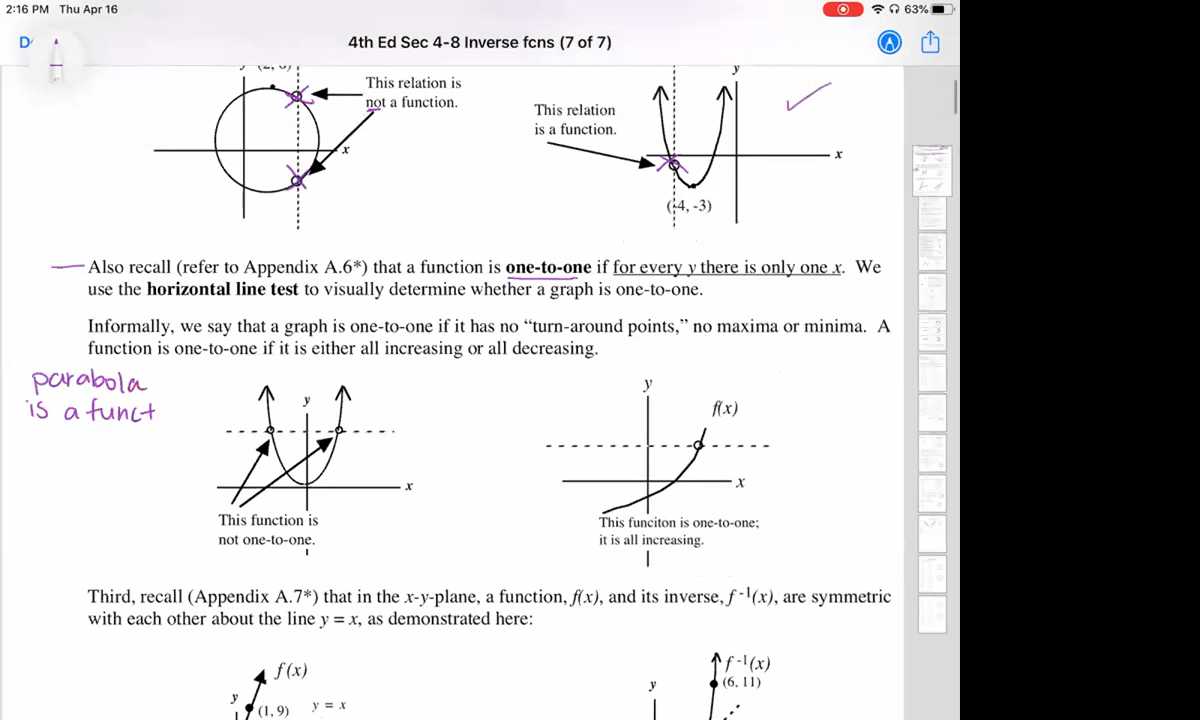 2:16 PM Thu Apr 16
63%
4th Ed Sec 4-8 Inverse fcns (7 of 7)
This relation is
not a function.
x
This relation
is a function.
y
x
(-4, -3)
Also recall (refer to Appendix A.6*) that a function is one-to-one if for every y there is only one x. We
use the horizontal line test to visually determine whether a graph is one-to-one.
Informally, we say that a graph is one-to-one if it has no “turn-around points,” no maxima or minima. A
function is one-to-one if it is either all increasing or all decreasing.
parabola
is a funct
y
x
This function is
not one-to-one.
y
f(x)
x
This funciton is one-to-one;
it is all increasing.
Third, recall (Appendix A.7*) that in the x-y-plane, a function, f(x), and its inverse, f -1(x), are symmetric
with each other about the line y = x, as demonstrated here:
f(x)
y
(1, 9)
y = x
y
f -1(x)
(6, 11)